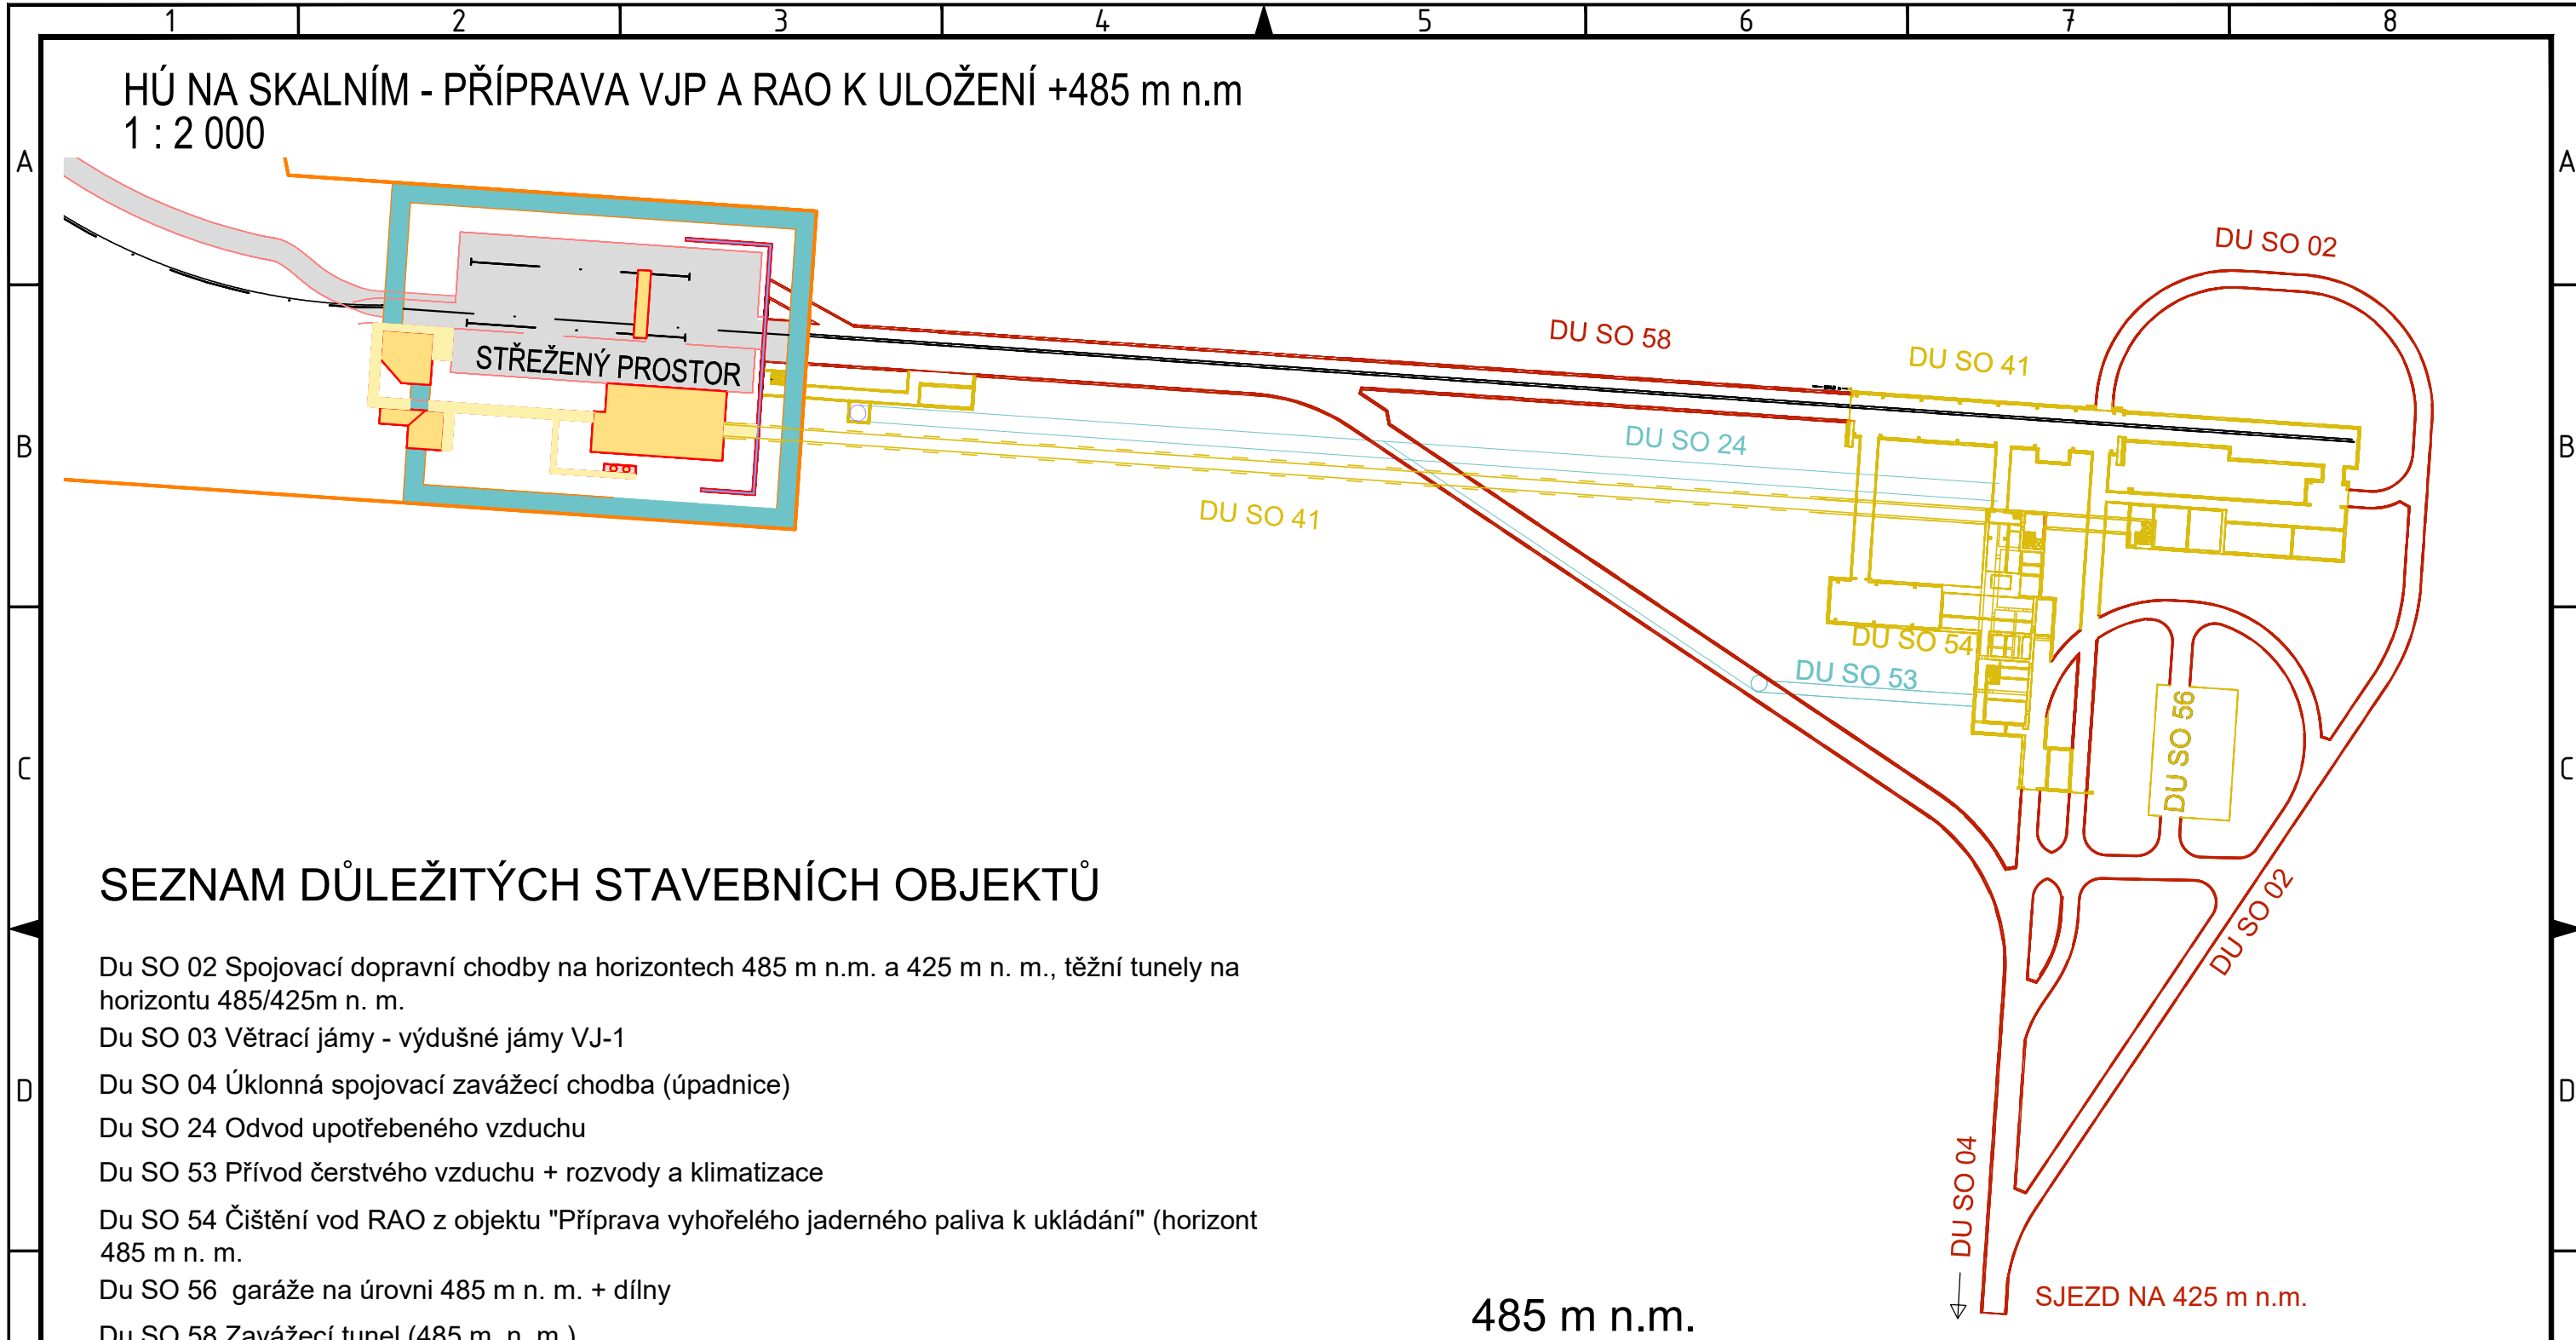 1 2 3 4 5 6 7 8
HÚ NA SKALNÍM - PŘÍPRAVA VJP A RAO K ULOŽENÍ +485 m n.m
1 : 2 000
A A
DU SO 02
DU SO 58
DU SO 41
STŘEŽENÝ PROSTOR
B B
DU SO 24
DU SO 41
DU SO 54
DU SO 53
DU SO 56
C C
SEZNAM DŮLEŽITÝCH STAVEBNÍCH OBJEKTŮ
DU SO 02
Du SO 02 Spojovací dopravní chodby na horizontech 485 m n.m. a 425 m n. m., těžní tunely na
horizontu 485/425m n. m.
Du SO 03 Větrací jámy - výdušné jámy VJ-1
Du SO 04 Úklonná spojovací zavážecí chodba (úpadnice)
D D
Du SO 24 Odvod upotřebeného vzduchu
Du SO 53 Přívod čerstvého vzduchu + rozvody a klimatizace
Du SO 54 Čištění vod RAO z objektu "Příprava vyhořelého jaderného paliva k ukládání" (horizont
485 m n. m.
Du SO 56 garáže na úrovni 485 m n. m. + dílny
Du SO 58 Zavážecí tunel (485 m. n. m.)
DU SO 04
SJEZD NA 425 m n.m.
485 m n.m.